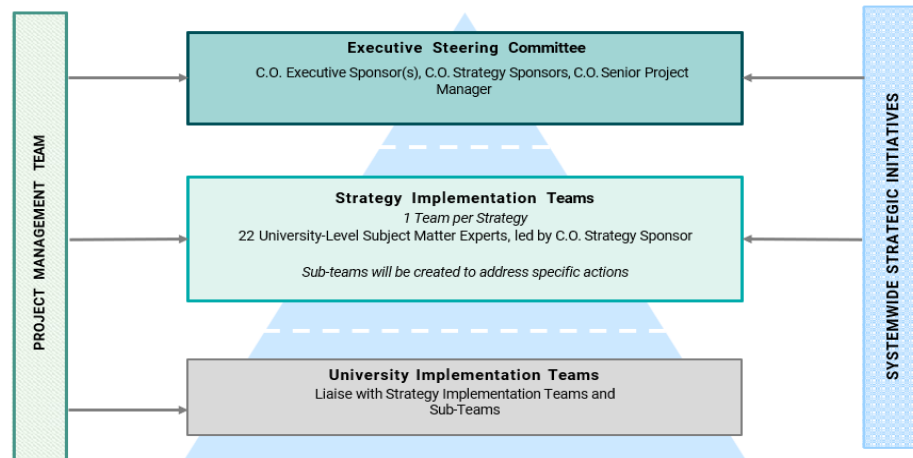 PROJECT MANAGEMENT TEAM
Executive Steering Committee
C.O. Executive Sponsor(s), C.O. Strategy Sponsors, C.O. Senior Project
Manager
Strategy Implementation Teams
1 Team per Strategy
22 University-Level Subject Matter Experts, led by C.O. Strategy Sponsor
Sub-teams will be created to address specific actions
University Implementation Teams
Liaise with Strategy Implementation Teams and
Sub-Teams
SYSTEMWIDE STRATEGIC INITIATIVES